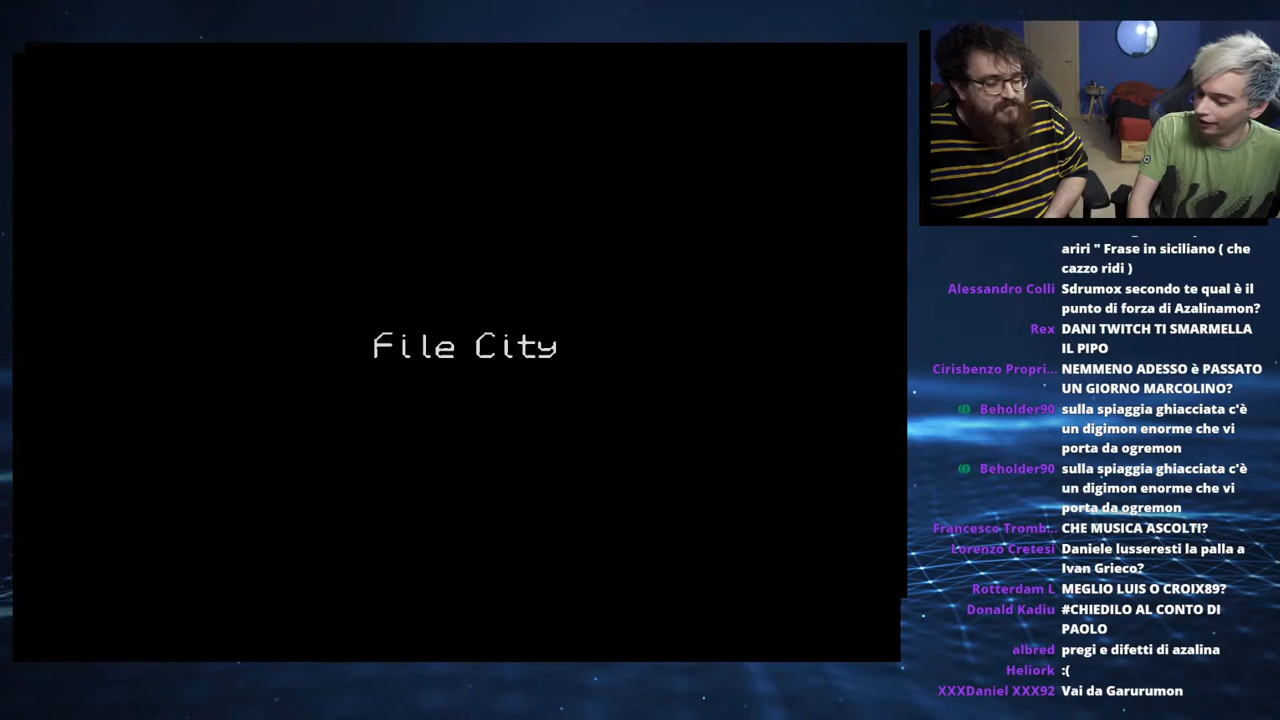 File City
ariri " Frase in siciliano ( che
cazzo ridi )
Alessandro Colli Sdrumox secondo te qual è il
punto di forza di Azalinamon?
Rex DANI TWITCH TI SMARMELLA
IL PIPO
Cirisbenzo Propri... NEMMENO ADESSO è PASSATO
UN GIORNO MARCOLINO?
Beholder90 sulla spiaggia ghiacciata c'è
un digimon enorme che vi
porta da ogremon
Beholder90 sulla spiaggia ghiacciata c'è
un digimon enorme che vi
porta da ogremon
Francesco Tromb... CHE MUSICA ASCOLTI?
Lorenzo Cretesi Daniele lusseresti la palla a
Ivan Grieco?
Rotterdam L MEGLIO LUIS O CROIX89?
Donald Kadiu #CHIEDILO AL CONTO DI
PAOLO
albred pregi e difetti di azalina
Heliork :(
XXXDaniel XXX92 Vai da Garurumon